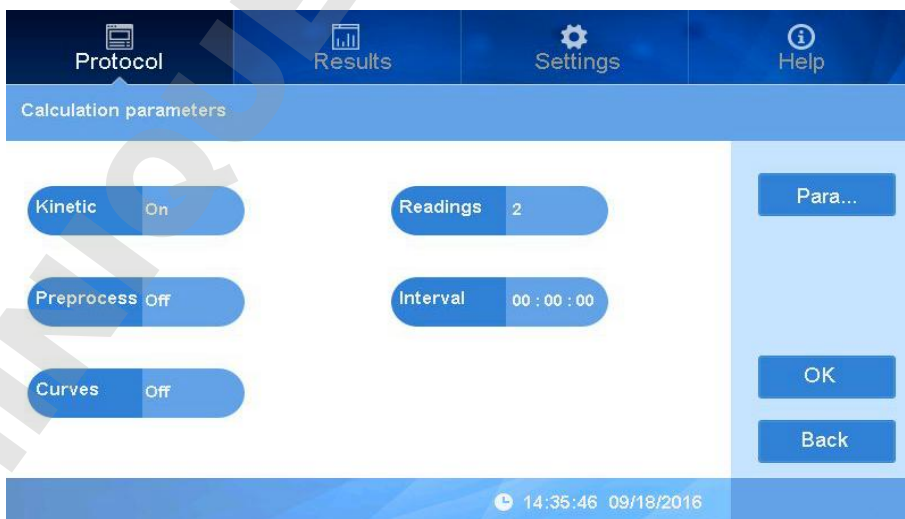 Protocol
Results
Settings
Help
Calculation parameters
Kinetic On
Readings 2
Para...
Preprocess Off
Interval 00 : 00 : 00
Curves Off
OK
Back
14:35:46 09/18/2016